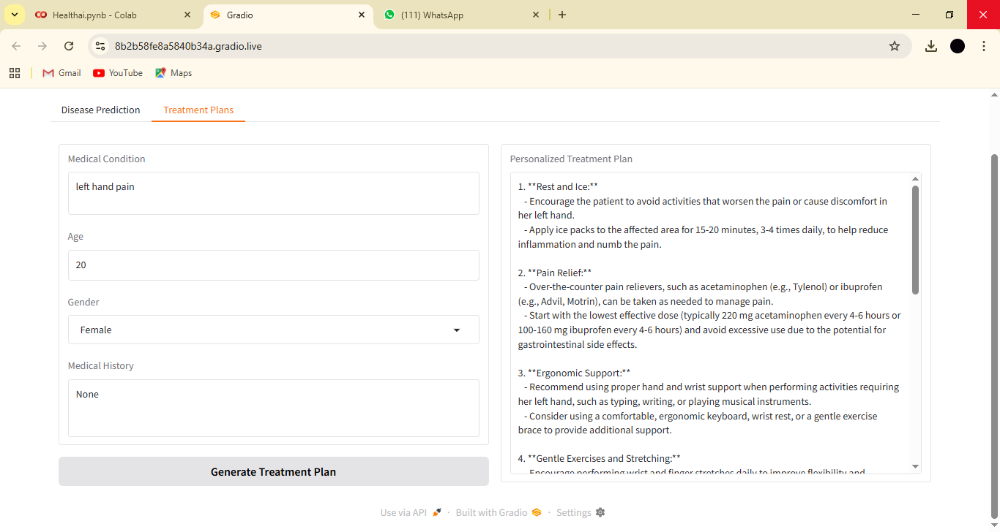 Healthai.pynb - Colab
Gradio
(111) WhatsApp
8b2b58fe8a5840b34a.gradio.live
Gmail
YouTube
Maps
Disease Prediction
Treatment Plans
Medical Condition
left hand pain
Age
20
Gender
Female
Medical History
None
Generate Treatment Plan
Personalized Treatment Plan
1. **Rest and Ice:**
- Encourage the patient to avoid activities that worsen the pain or cause discomfort in
her left hand.
- Apply ice packs to the affected area for 15-20 minutes, 3-4 times daily, to help reduce
inflammation and numb the pain.
2. **Pain Relief:**
- Over-the-counter pain relievers, such as acetaminophen (e.g., Tylenol) or ibuprofen
(e.g., Advil, Motrin), can be taken as needed to manage pain.
- Start with the lowest effective dose (typically 220 mg acetaminophen every 4-6 hours or
100-160 mg ibuprofen every 4-6 hours) and avoid excessive use due to the potential for
gastrointestinal side effects.
3. **Ergonomic Support:**
- Recommend using proper hand and wrist support when performing activities requiring
her left hand, such as typing, writing, or playing musical instruments.
- Consider using a comfortable, ergonomic keyboard, wrist rest, or a gentle exercise
brace to provide additional support.
4. **Gentle Exercises and Stretching:**
- Encourage performing wrist and finger stretches daily to improve flexibility and
Use via API · Built with Gradio · Settings